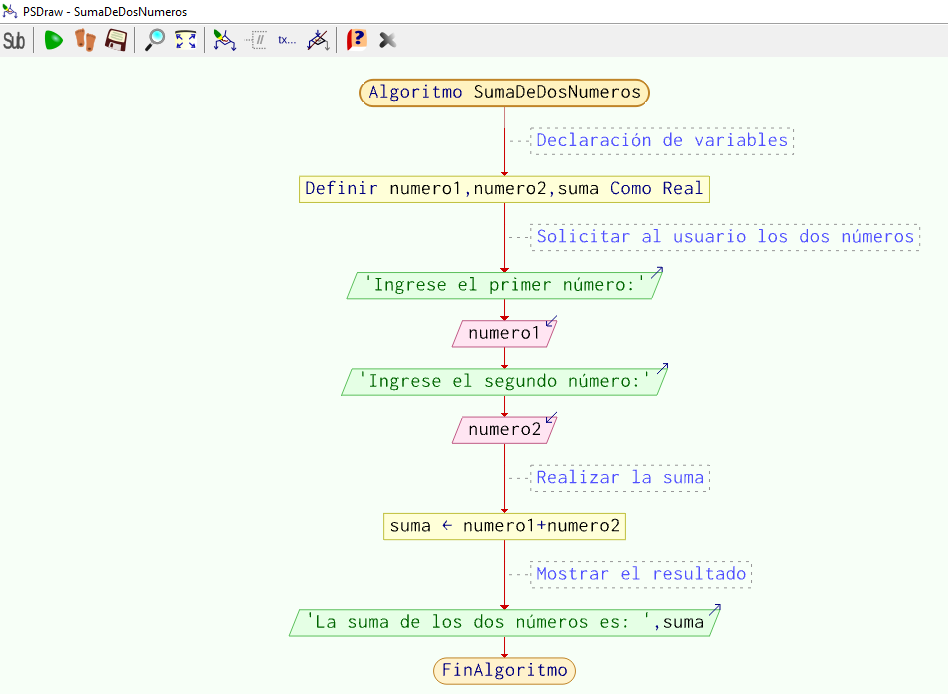 PSDraw - SumaDeDosNumeros
Sub // tx... ?
Algoritmo SumaDeDosNumeros
Declaración de variables
Definir numero1,numero2,suma Como Real
Solicitar al usuario los dos números
'Ingrese el primer número:'
numero1
'Ingrese el segundo número:'
numero2
Realizar la suma
suma ← numero1+numero2
Mostrar el resultado
'La suma de los dos números es: ',suma
FinAlgoritmo